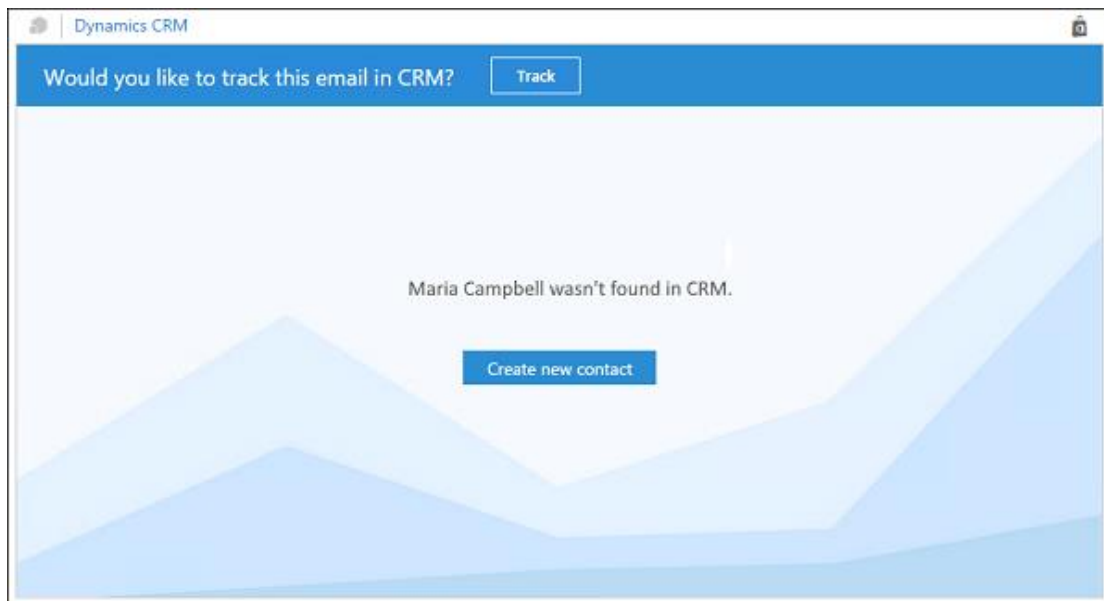 Dynamics CRM
Would you like to track this email in CRM? Track
Maria Campbell wasn't found in CRM.
Create new contact